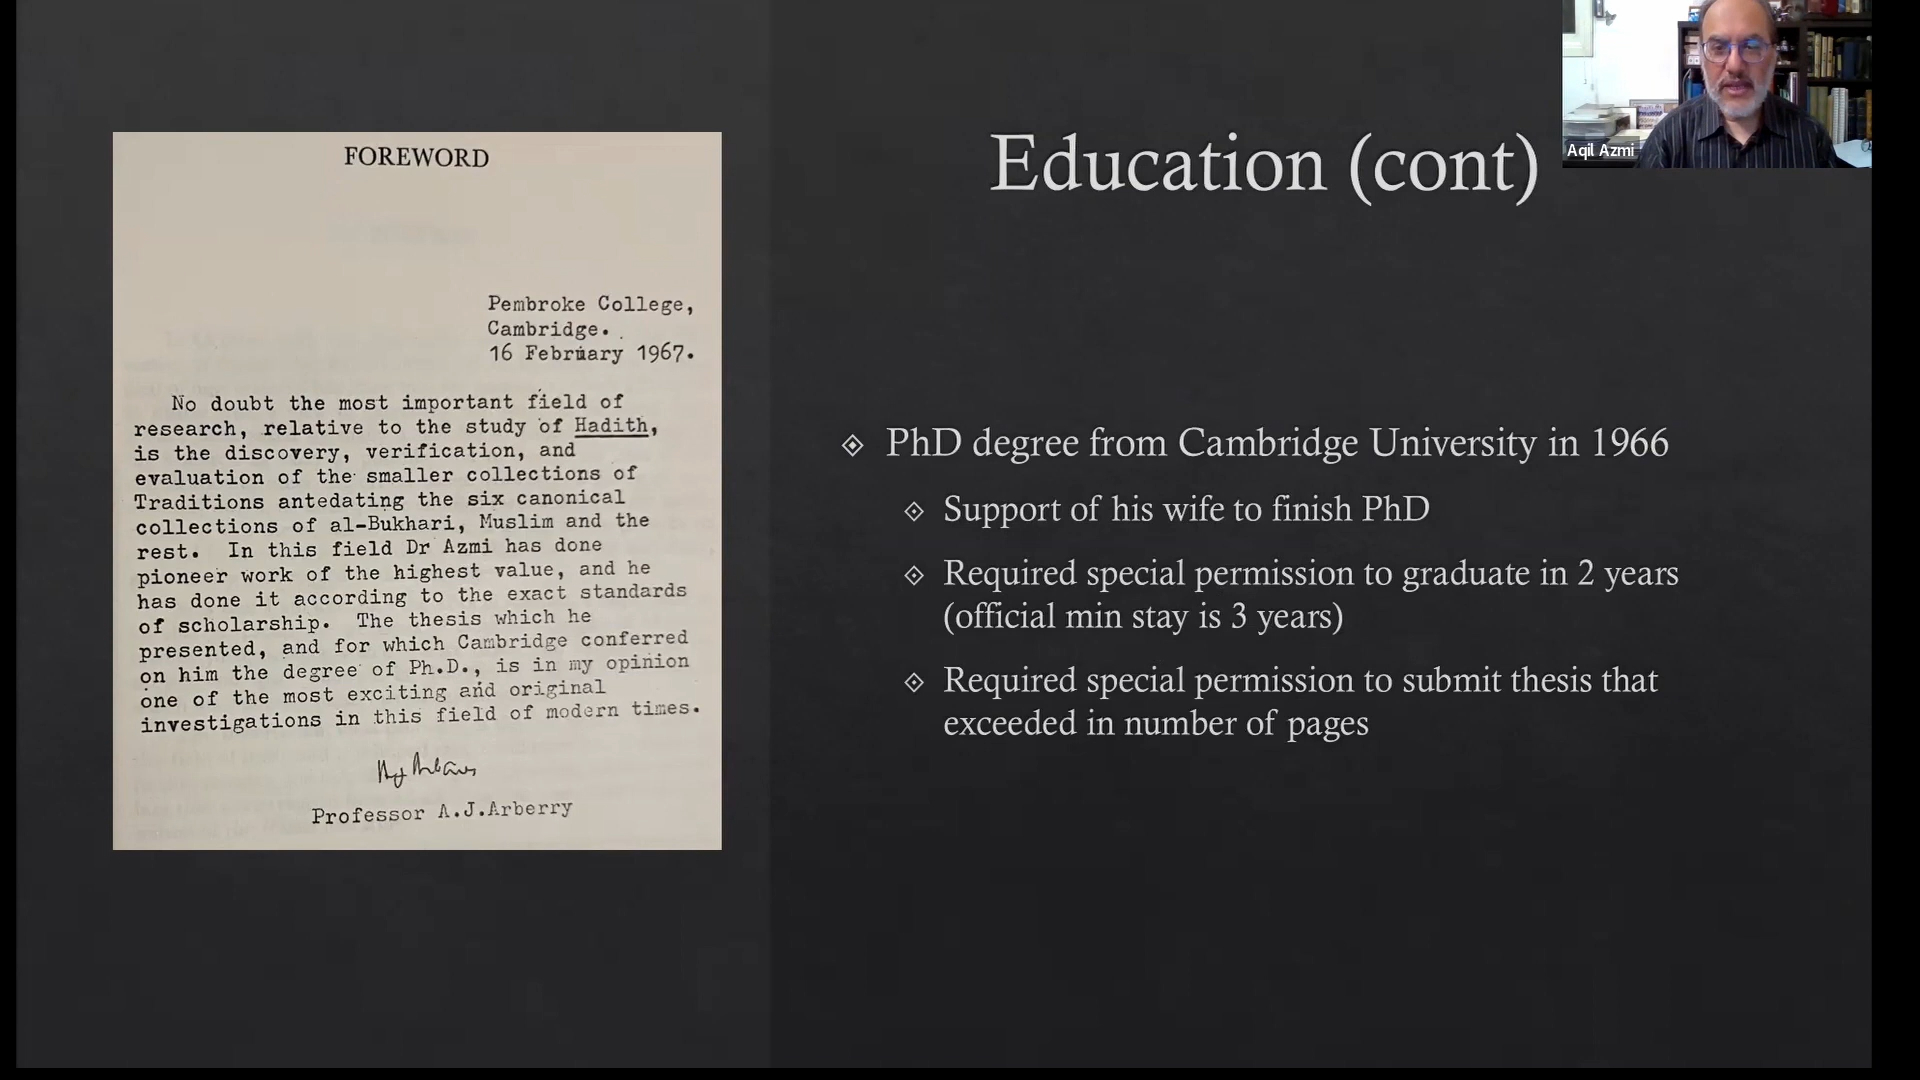 FOREWORD
Pembroke College,
Cambridge.
16 February 1967.
No doubt the most important field of
research, relative to the study of Hadith,
is the discovery, verification, and
evaluation of the smaller collections of
Traditions antedating the six canonical
collections of al-Bukhari, Muslim and the
rest. In this field Dr Azmi has done
pioneer work of the highest value, and he
has done it according to the exact standards
of scholarship. The thesis which he
presented, and for which Cambridge conferred
on him the degree of Ph.D., is in my opinion
one of the most exciting and original
investigations in this field of modern times.
Professor A.J.Arberry
Education (cont)
PhD degree from Cambridge University in 1966
Support of his wife to finish PhD
Required special permission to graduate in 2 years
(official min stay is 3 years)
Required special permission to submit thesis that
exceeded in number of pages
Aqil Azmi